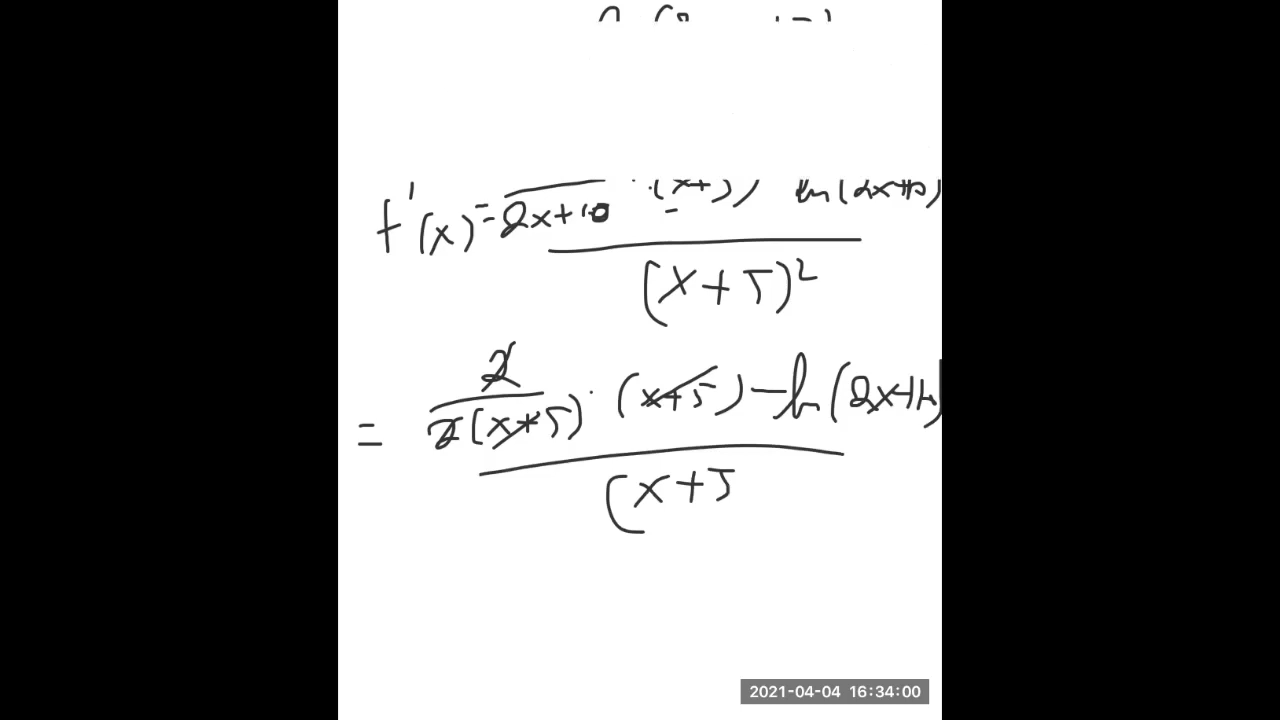 f'(x) = 2x+10 · (x+5) ln(2x+10)
(x+5)²
2
= 2(x+5) · (x+5) - ln(2x+10)
(x+5
2021-04-04 16:34:00